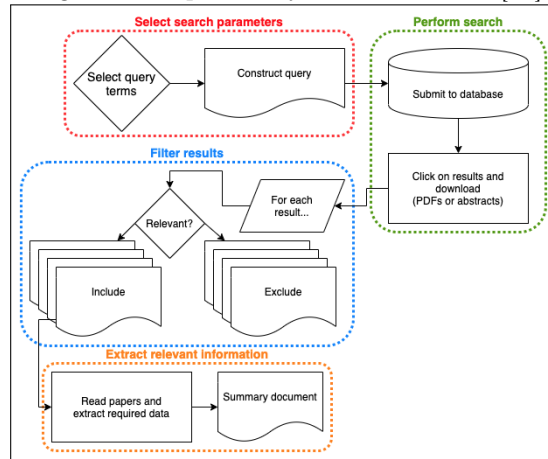 Select search parameters
Perform search
Select query
terms
Construct query
Submit to database
Filter results
Click on results and
download
(PDFs or abstracts)
For each
result...
Relevant?
Include
Exclude
Extract relevant information
Read papers and
extract required data
Summary document